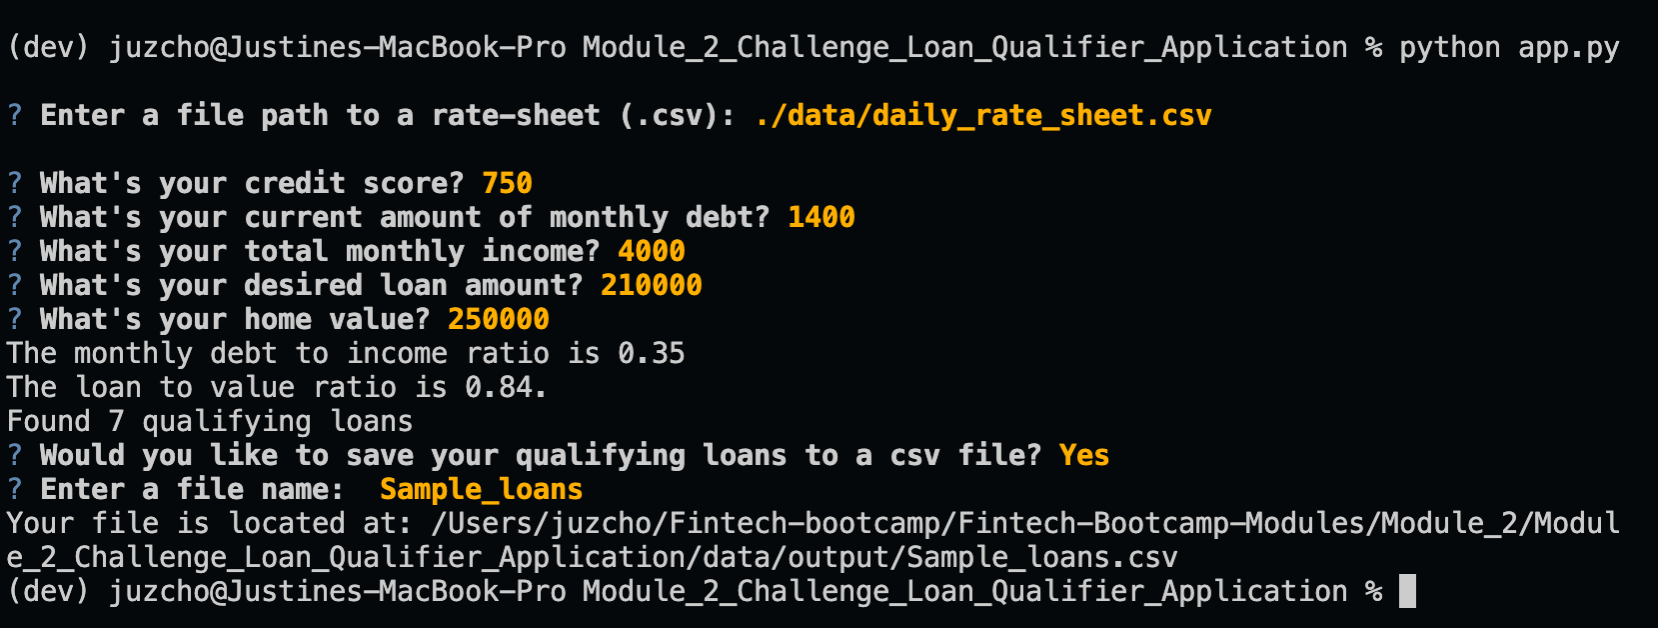 (dev) juzcho@Justines-MacBook-Pro Module_2_Challenge_Loan_Qualifier_Application % python app.py
? Enter a file path to a rate-sheet (.csv): ./data/daily_rate_sheet.csv
? What's your credit score? 750
? What's your current amount of monthly debt? 1400
? What's your total monthly income? 4000
? What's your desired loan amount? 210000
? What's your home value? 250000
The monthly debt to income ratio is 0.35
The loan to value ratio is 0.84.
Found 7 qualifying loans
? Would you like to save your qualifying loans to a csv file? Yes
? Enter a file name:  Sample_loans
Your file is located at: /Users/juzcho/Fintech-bootcamp/Fintech-Bootcamp-Modules/Module_2/Modul
e_2_Challenge_Loan_Qualifier_Application/data/output/Sample_loans.csv
(dev) juzcho@Justines-MacBook-Pro Module_2_Challenge_Loan_Qualifier_Application %